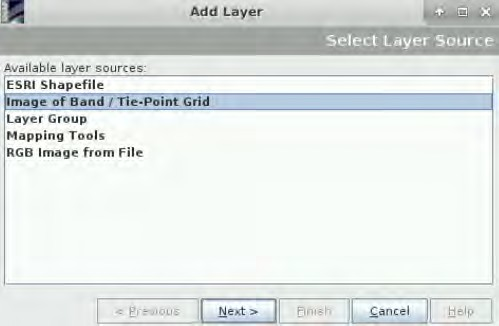 Add Layer
Select Layer Source
Available layer sources:
ESRI Shapefile
Image of Band / Tie-Point Grid
Layer Group
Mapping Tools
RGB Image from File
< Previous Next > Finish Cancel Help